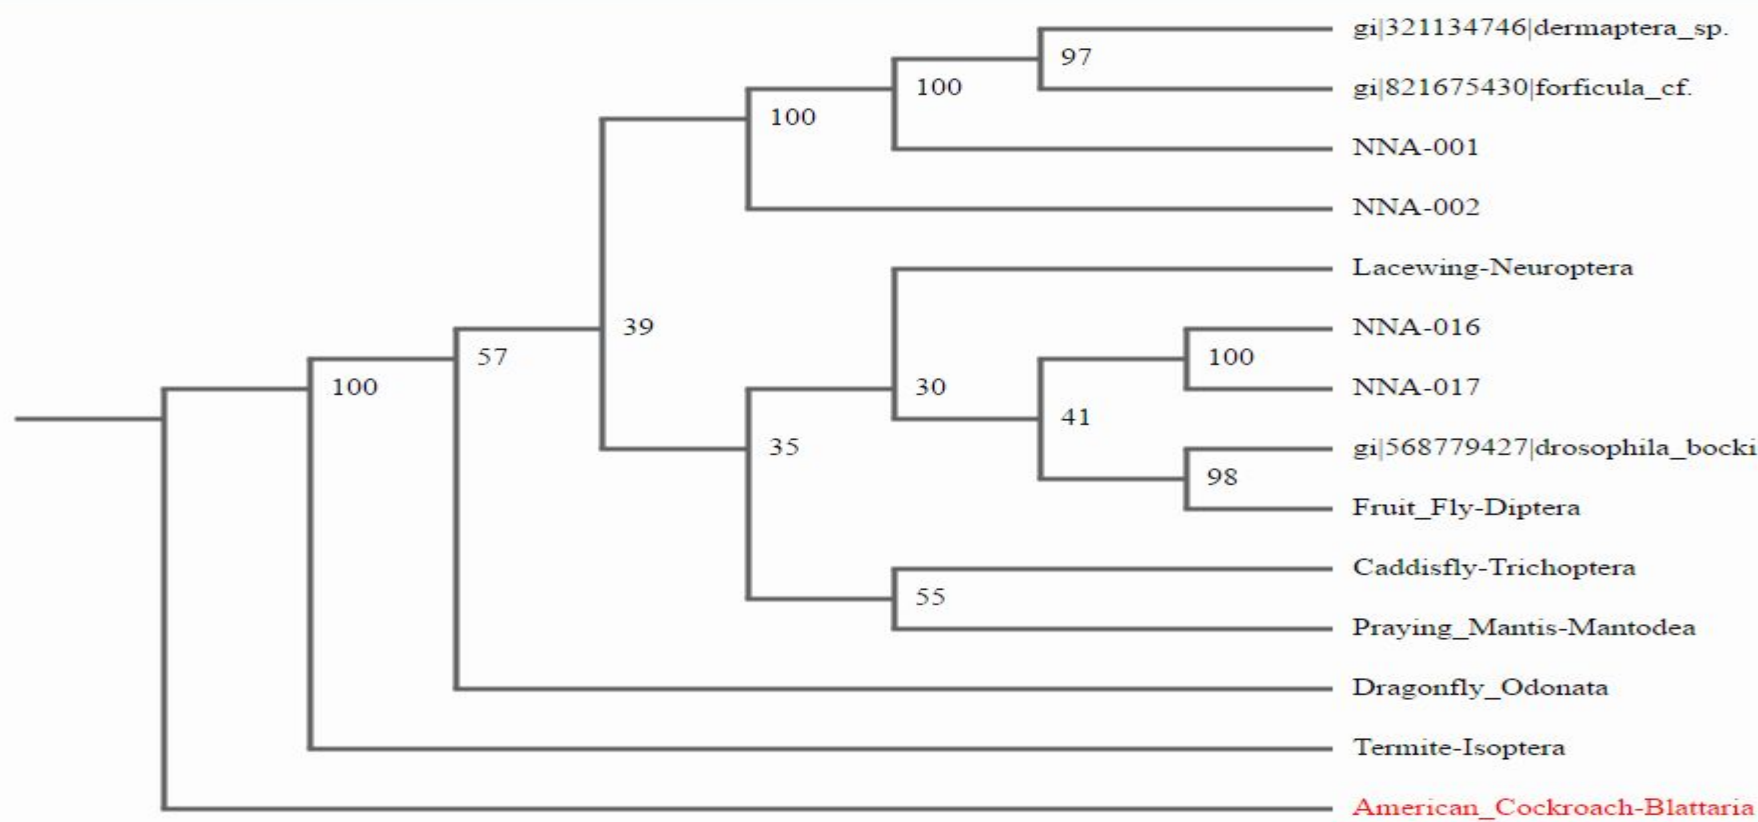 gi|321134746|dermaptera_sp.
97
gi|821675430|forficula_cf.
100
100
NNA-001
NNA-002
Lacewing-Neuroptera
39
NNA-016
57
100
100
30
NNA-017
41
35
gi|568779427|drosophila_bocki
98
Fruit_Fly-Diptera
Caddisfly-Trichoptera
55
Praying_Mantis-Mantodea
Dragonfly_Odonata
Termite-Isoptera
American_Cockroach-Blattaria